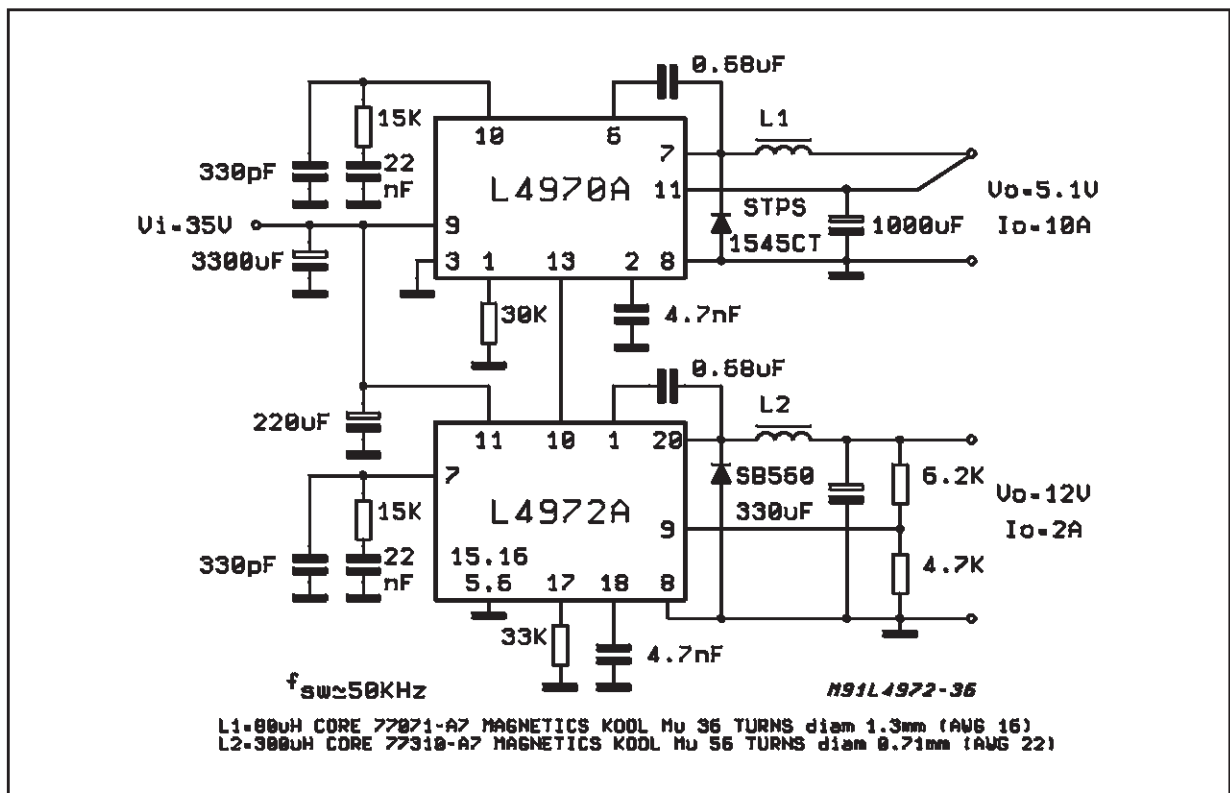 0.68uF
15K
330pF
22
nF
10
6
L4970A
7
11
L1
Vi=35V
9
STPS
1545CT
1000uF
Vo=5.1V
Io=10A
3300uF
3
1
13
2
8
30K
4.7nF
0.68uF
L2
220uF
11
10
1
20
7
L4972A
SB560
330uF
6.2K
Vo=12V
Io=2A
15K
9
330pF
22
nF
15.16
5.6
17
18
8
4.7K
33K
4.7nF
fsw≃50KHz
M91L4972-36
L1=80uH CORE 77071-A7 MAGNETICS KOOL Mu 36 TURNS diam 1.3mm (AWG 16)
L2=300uH CORE 77310-A7 MAGNETICS KOOL Mu 56 TURNS diam 0.71mm (AWG 22)